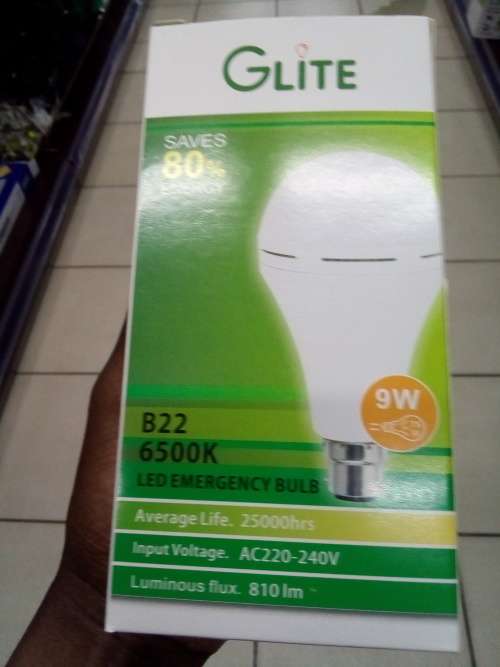 GLITE
SAVES
80%
ENERGY
9W
=
B22
6500K
LED EMERGENCY BULB
Average Life. 25000hrs
Input Voltage. AC220-240V
Luminous flux. 810 lm